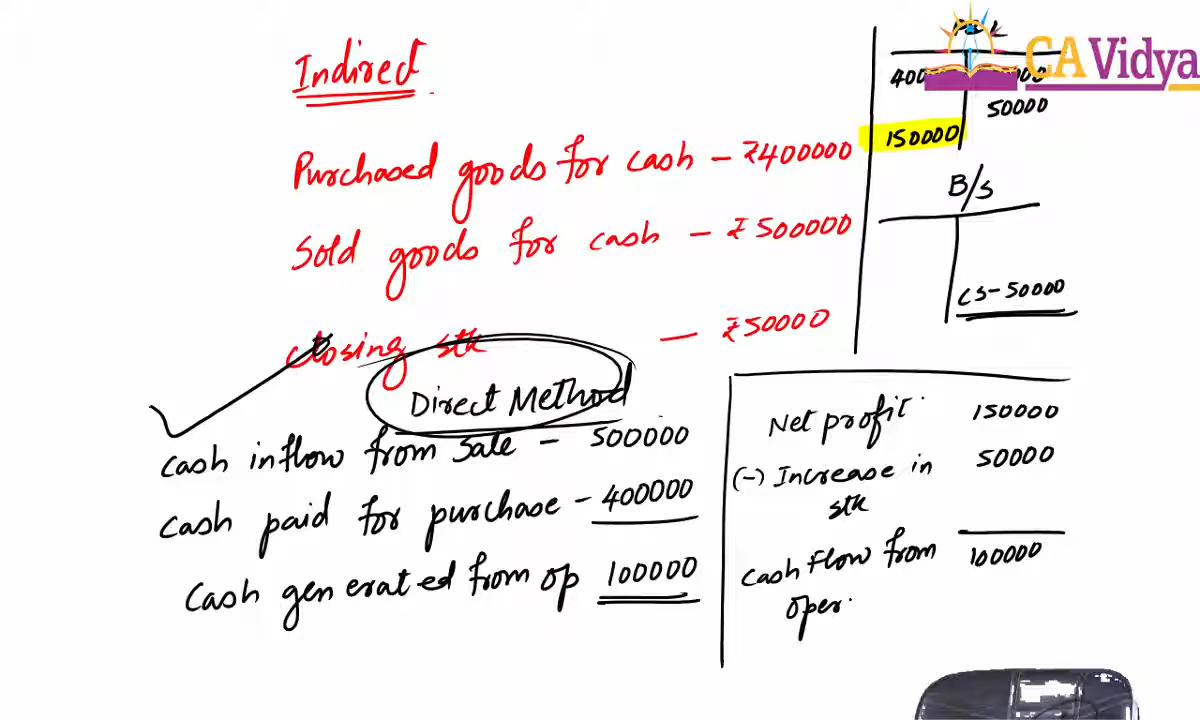 Indirect
CA Vidya
50000
150000
Purchased goods for cash - ₹400000
B/S
Sold goods for cash - ₹500000
CS-50000
closing stk - ₹50000
Direct Method
cash inflow from sale - 500000
cash paid for purchase - 400000
cash generated from op 100000
Net profit 150000
(-) Increase in stk 50000
cash flow from oper. 100000